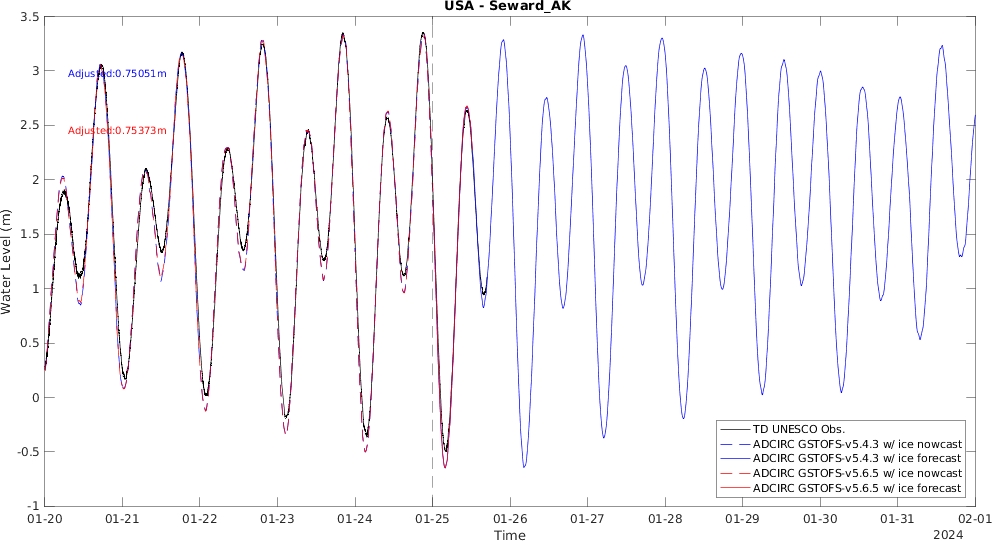 USA - Seward_AK
3.5
3
2.5
2
1.5
1
0.5
0
-0.5
-1
Water Level (m)
Adjusted:0.75051m
Adjusted:0.75373m
TD UNESCO Obs.
ADCIRC GSTOFS-v5.4.3 w/ ice nowcast
ADCIRC GSTOFS-v5.4.3 w/ ice forecast
ADCIRC GSTOFS-v5.6.5 w/ ice nowcast
ADCIRC GSTOFS-v5.6.5 w/ ice forecast
01-20 01-21 01-22 01-23 01-24 01-25 01-26 01-27 01-28 01-29 01-30 01-31 02-01
Time
2024